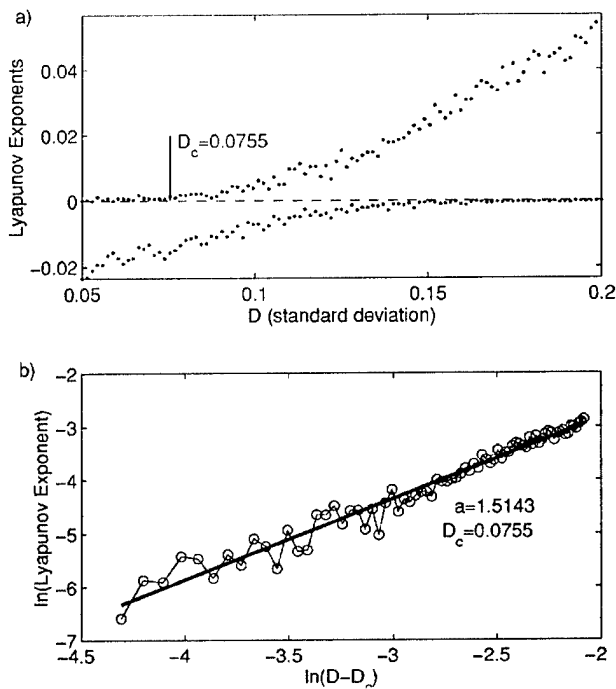 a)
0.04
0.02
0
−0.02
Lyapunov Exponents
D_c=0.0755
0.05
0.1
0.15
0.2
D (standard deviation)
b)
−2
−3
−4
−5
−6
−7
ln(Lyapunov Exponent)
a=1.5143
D_c=0.0755
−4.5
−4
−3.5
−3
−2.5
−2
ln(D−D_c)